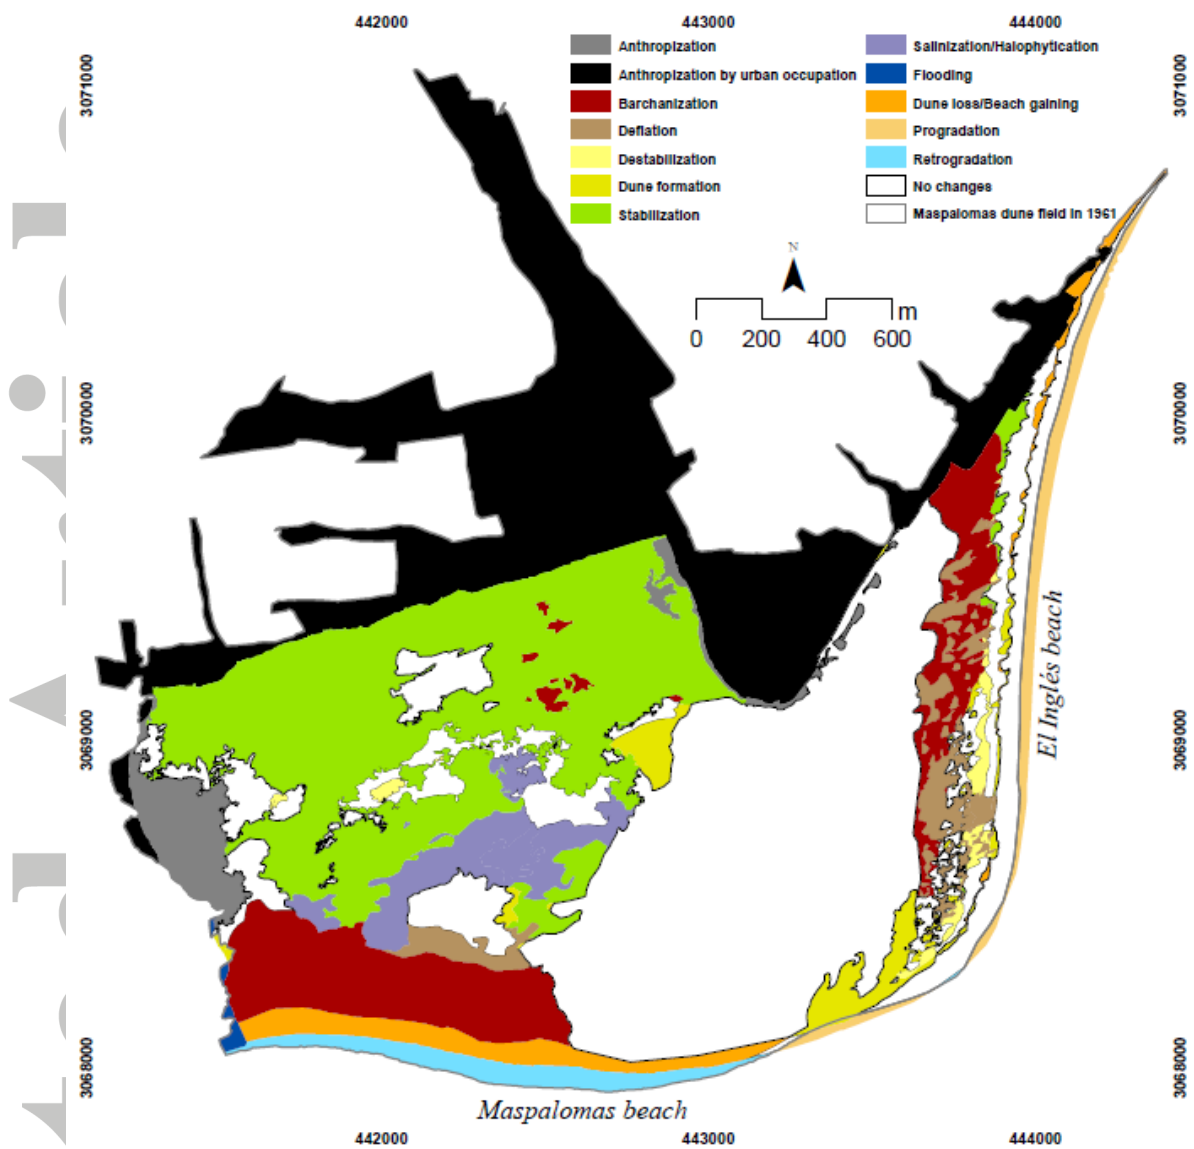 442000 443000 444000
Anthropization
Anthropization by urban occupation
Barchanization
Deflation
Destabilization
Dune formation
Stabilization
Salinization/Halophytication
Flooding
Dune loss/Beach gaining
Progradation
Retrogradation
No changes
Maspalomas dune field in 1961
3071000
3071000
N
m
0 200 400 600
3070000
3070000
El Inglés beach
3069000
3069000
3068000
3068000
Maspalomas beach
442000 443000 444000